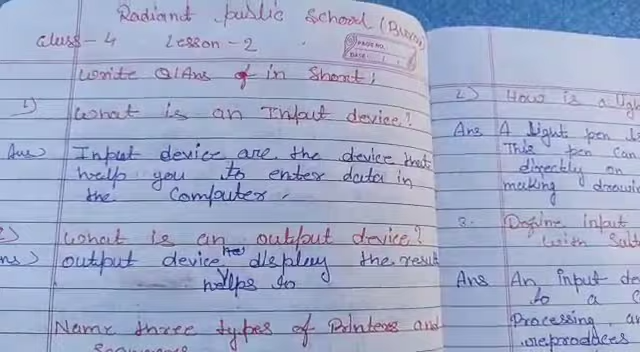 Radiant public School (
Class - 4 Lesson - 2
PAGE NO.
DATE
Write Q/Ans of in Short;
1) What is an Input device?
Ans Input device are the device that
help you to enter data in
the Computer.
What is an output device?
output device display the result
helps to
Name three types of Printers and
2) How is a
Ans A light pen
This pen Can
directly on
making
3. Define input
with
Ans An input
to a
Processing,
reproduces